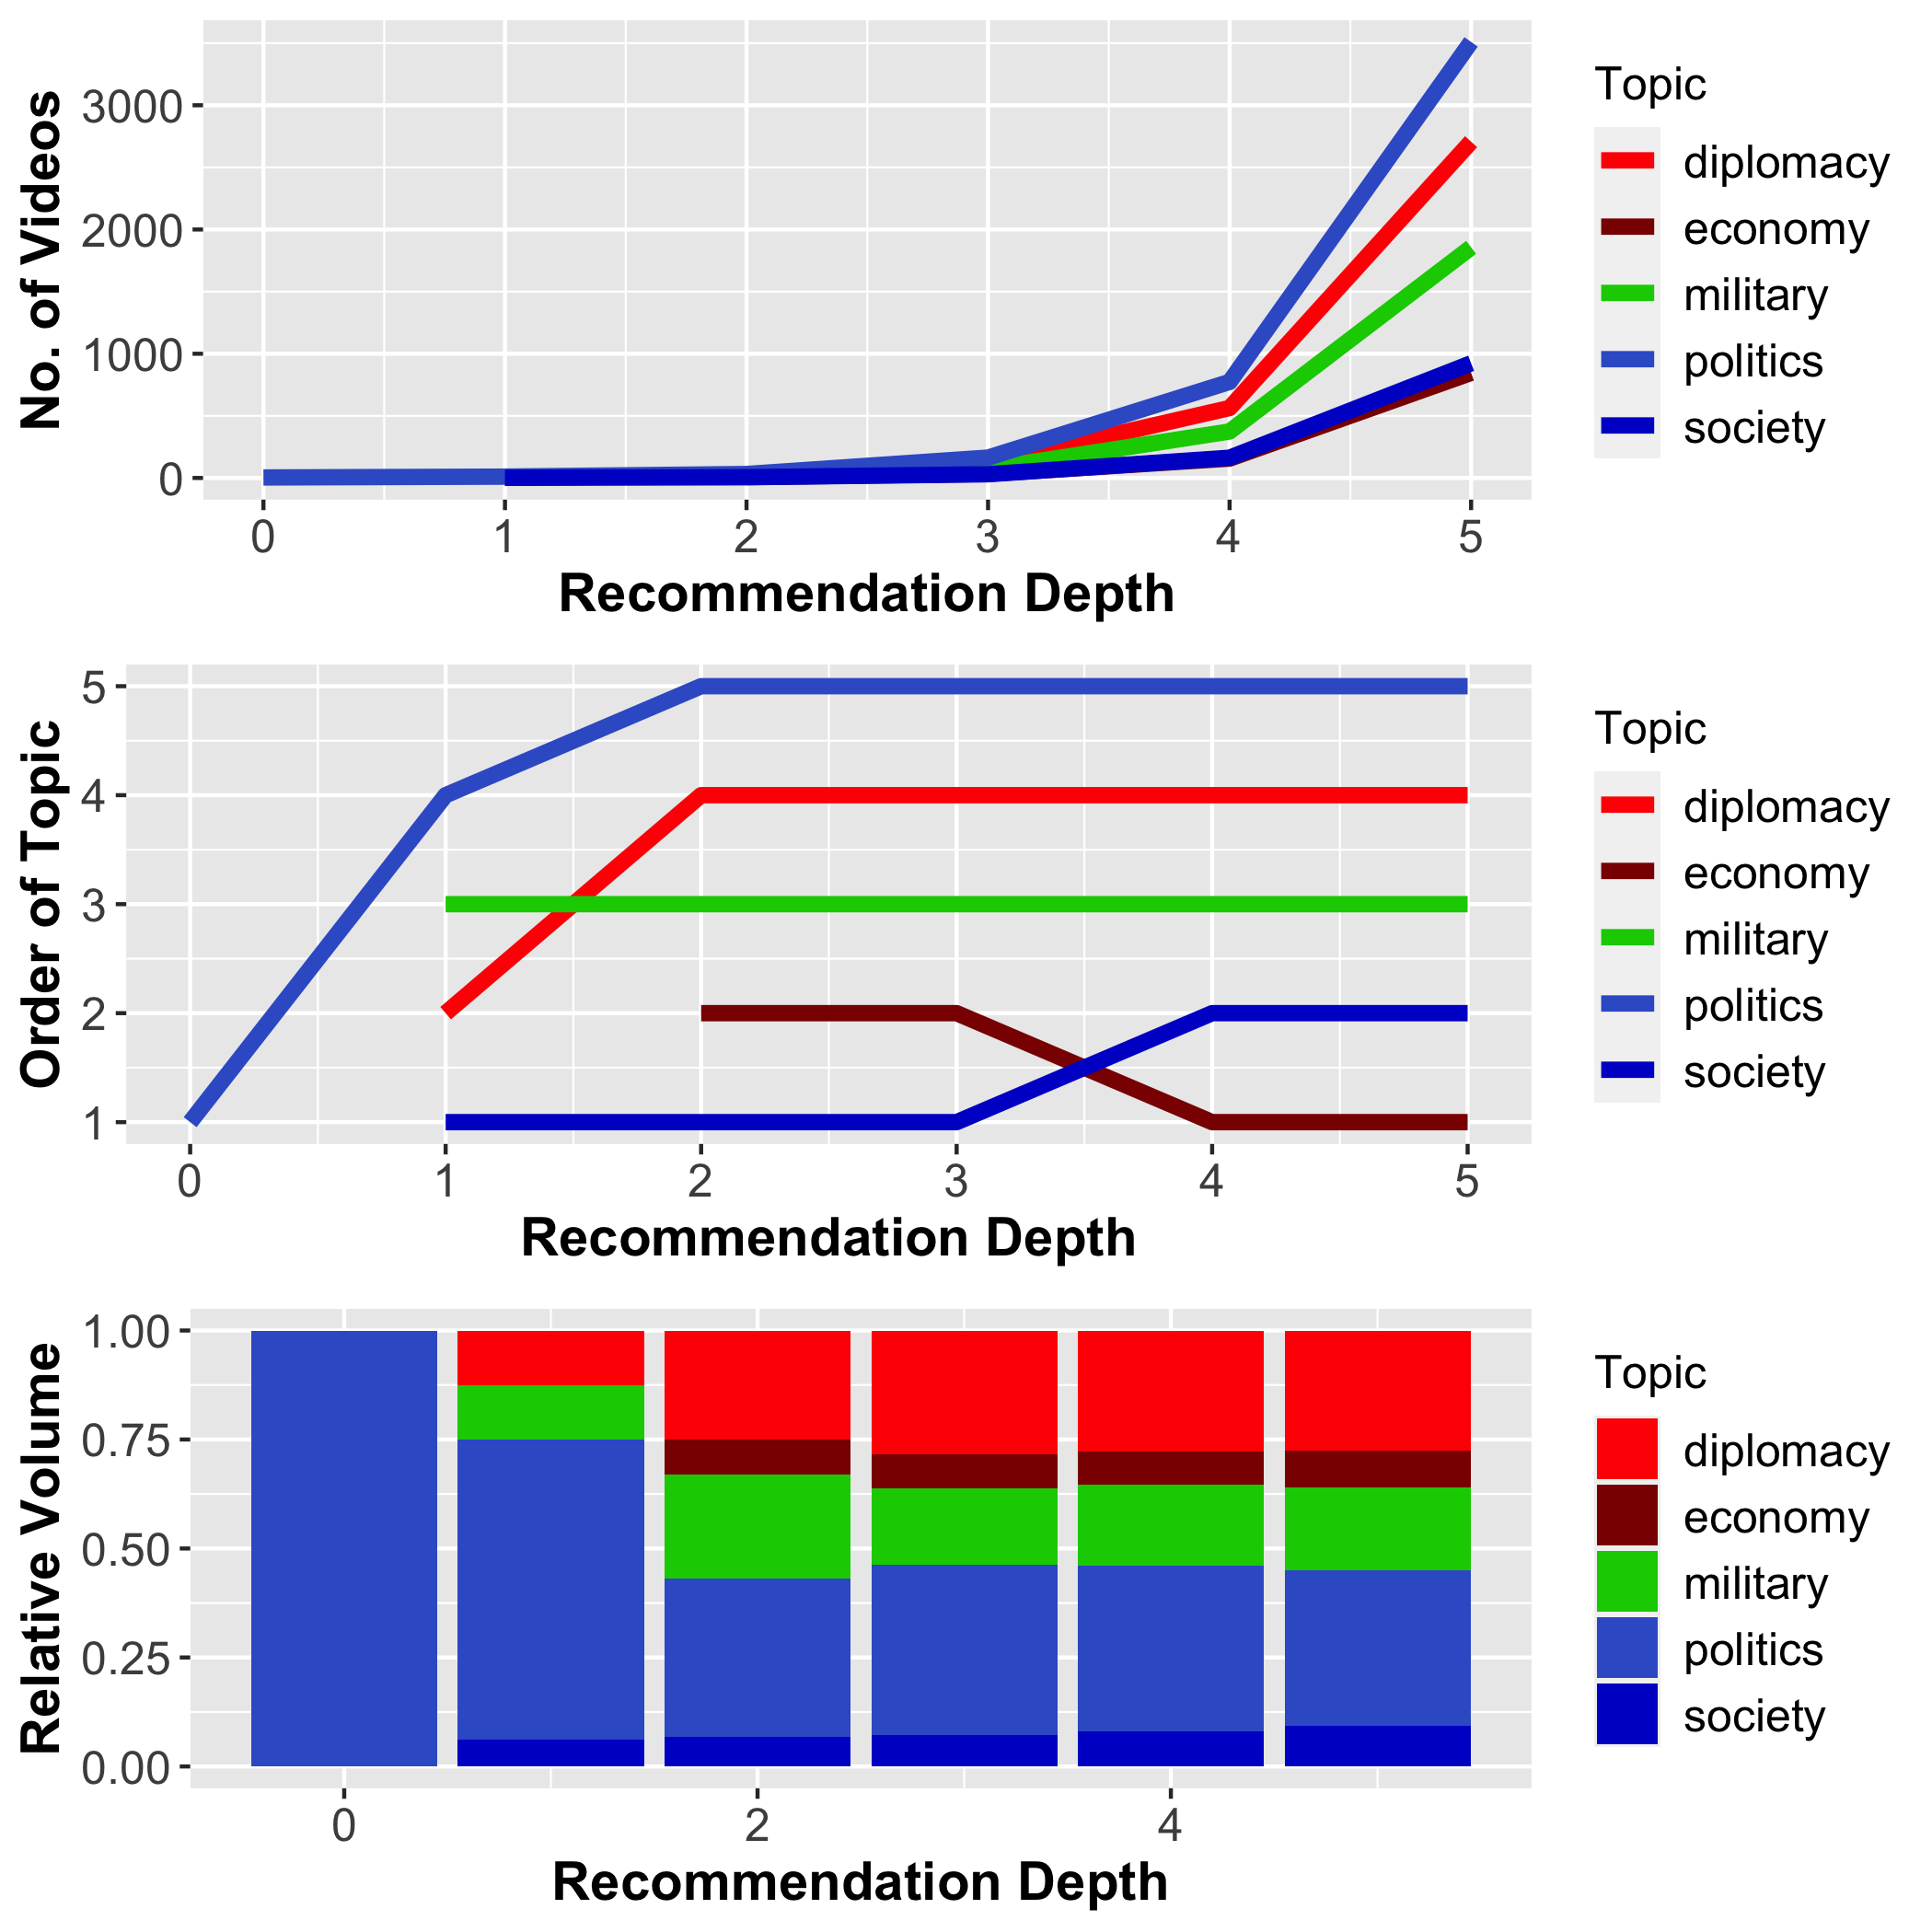 No. of Videos
3000
2000
1000
0
0 1 2 3 4 5
Recommendation Depth
Topic
diplomacy
economy
military
politics
society
Order of Topic
5
4
3
2
1
0 1 2 3 4 5
Recommendation Depth
Topic
diplomacy
economy
military
politics
society
Relative Volume
1.00
0.75
0.50
0.25
0.00
0 2 4
Recommendation Depth
Topic
diplomacy
economy
military
politics
society